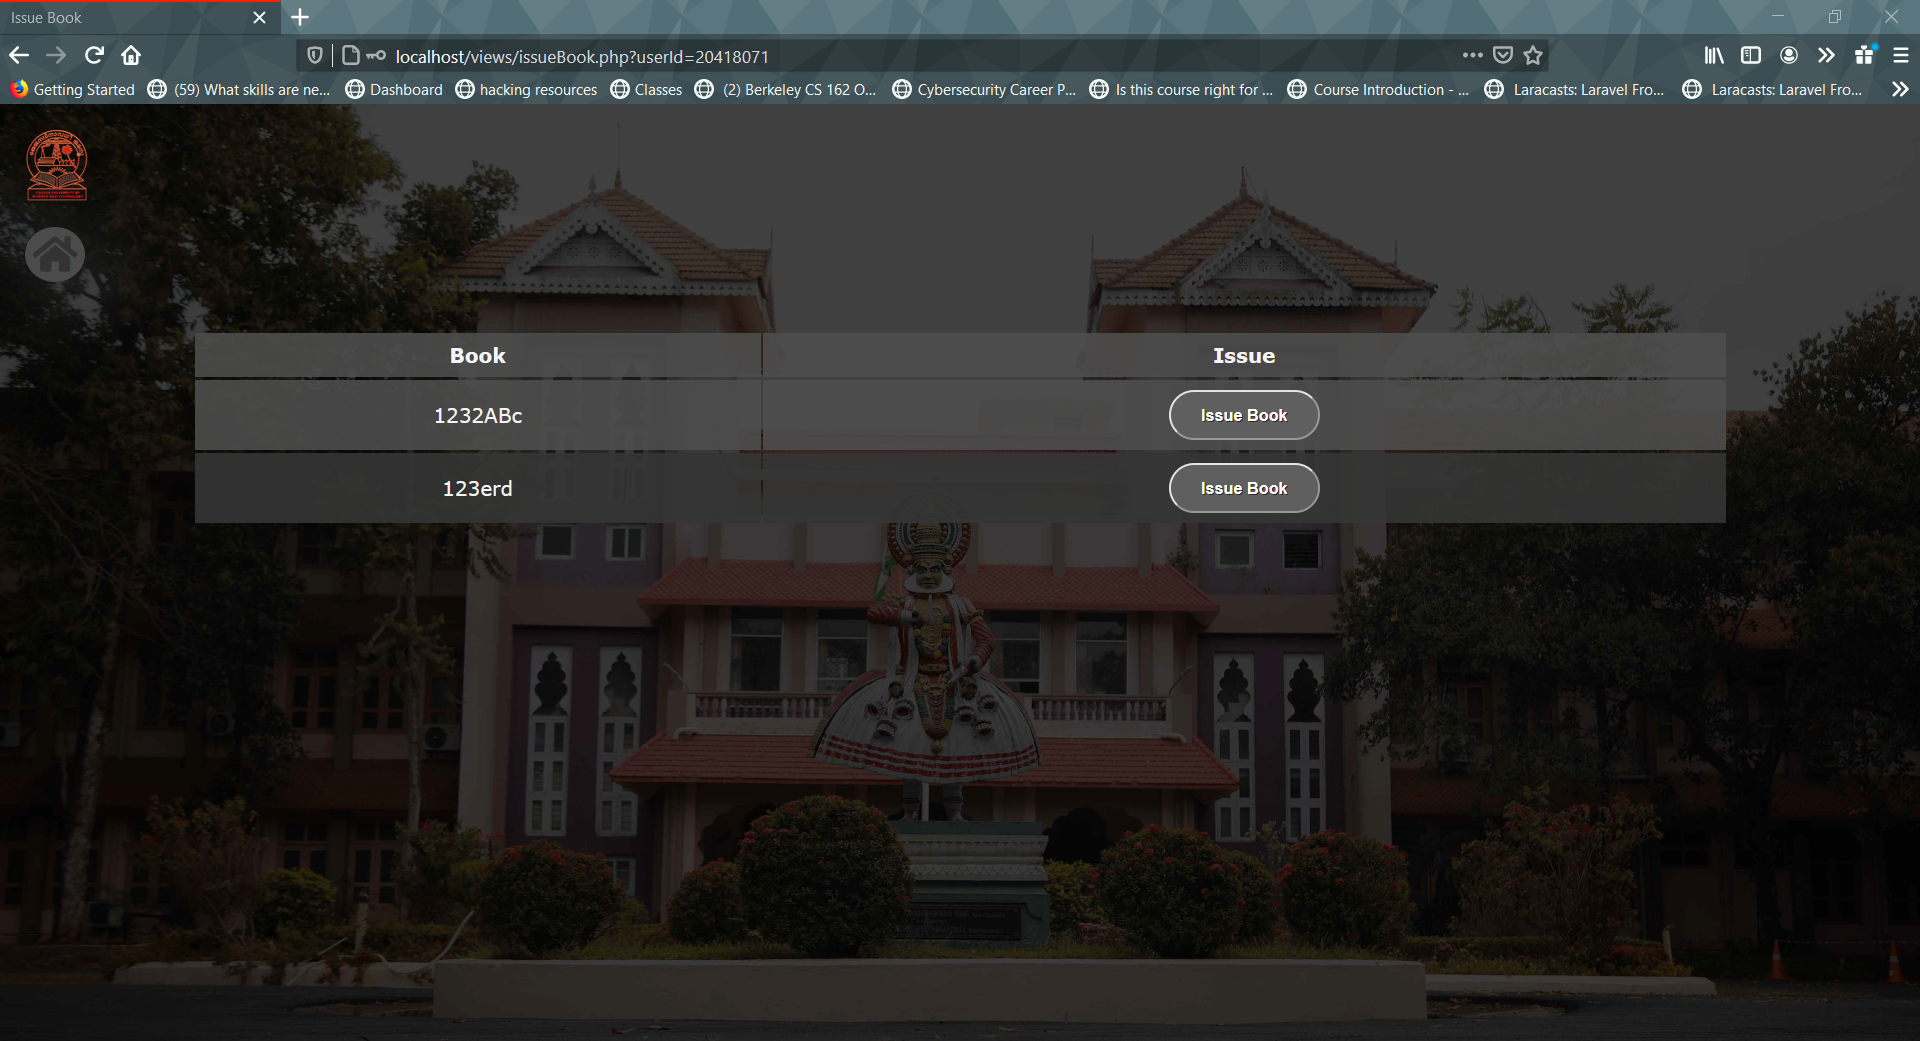 Issue Book
localhost/views/issueBook.php?userId=20418071
Getting Started
(59) What skills are ne...
Dashboard
hacking resources
Classes
(2) Berkeley CS 162 O...
Cybersecurity Career P...
Is this course right for ...
Course Introduction - ...
Laracasts: Laravel Fro...
Laracasts: Laravel Fro...
Book
Issue
1232ABc
Issue Book
123erd
Issue Book